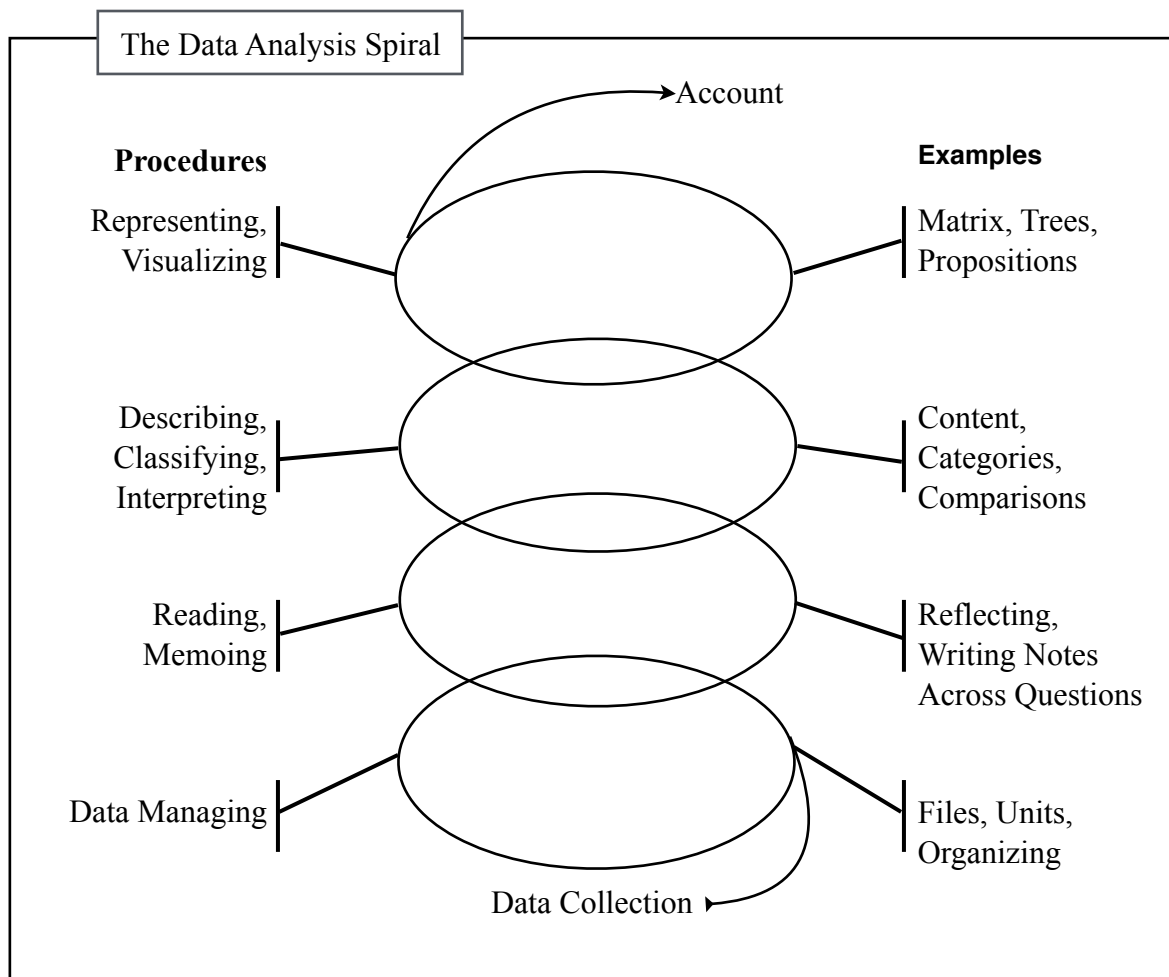 The Data Analysis Spiral
Account
Procedures
Examples
Representing,
Visualizing
Matrix, Trees,
Propositions
Describing,
Classifying,
Interpreting
Content,
Categories,
Comparisons
Reading,
Memoing
Reflecting,
Writing Notes
Across Questions
Data Managing
Files, Units,
Organizing
Data Collection